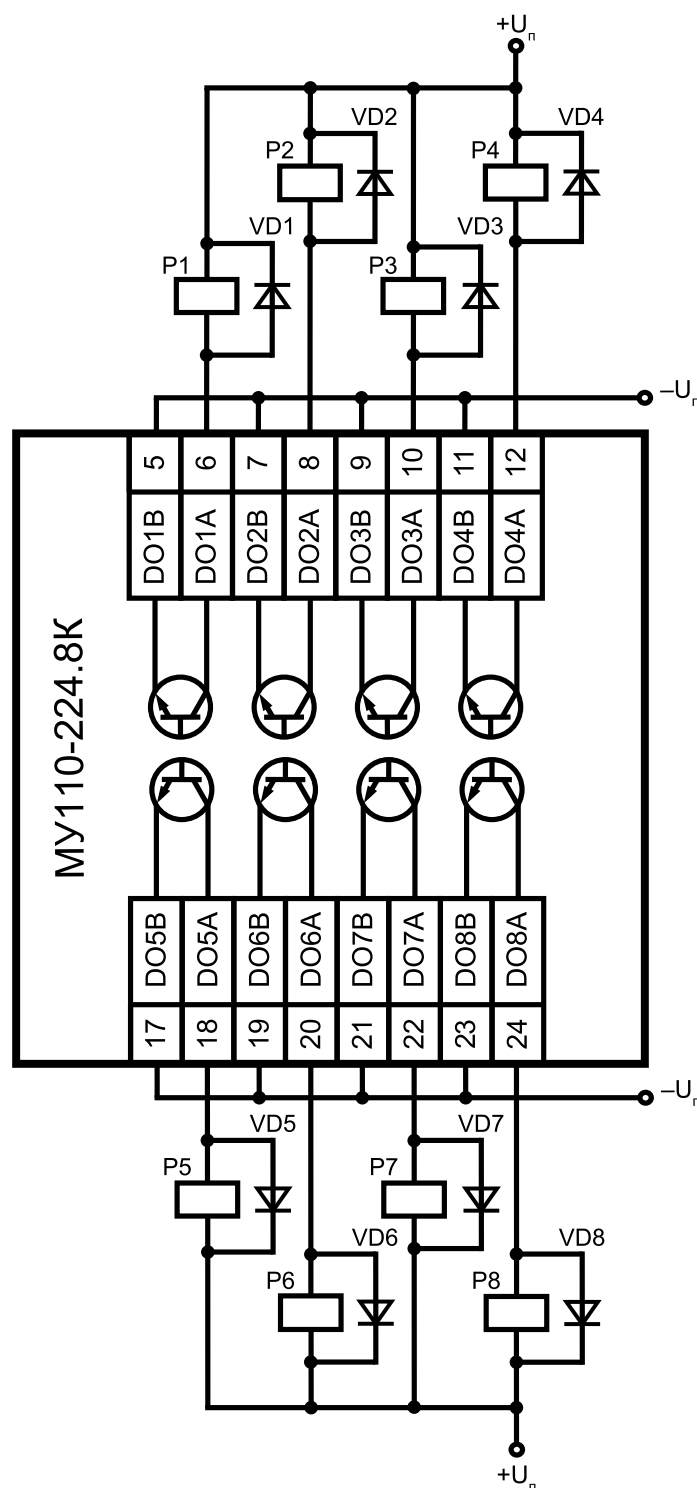 +Uп
VD2
VD4
P2
P4
VD1
VD3
P1
P3
–Uп
5
6
7
8
9
10
11
12
DO1B
DO1A
DO2B
DO2A
DO3B
DO3A
DO4B
DO4A
МУ110-224.8К
DO5B
DO5A
DO6B
DO6A
DO7B
DO7A
DO8B
DO8A
17
18
19
20
21
22
23
24
–Uп
VD5
VD7
P5
P7
VD6
VD8
P6
P8
+Uп